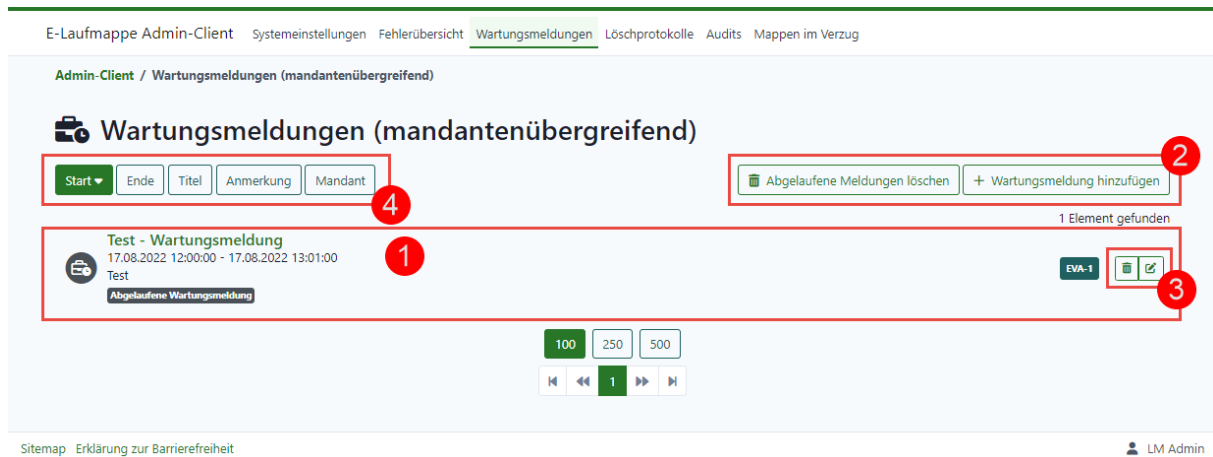 E-Laufmappe Admin-Client Systemeinstellungen Fehlerübersicht Wartungsmeldungen Löschprotokolle Audits Mappen im Verzug
Admin-Client / Wartungsmeldungen (mandantenübergreifend)
Wartungsmeldungen (mandantenübergreifend)
2
Start Ende Titel Anmerkung Mandant
Abgelaufene Meldungen löschen + Wartungsmeldung hinzufügen
4
1 Element gefunden
Test - Wartungsmeldung
17.08.2022 12:00:00 - 17.08.2022 13:01:00
Test
Abgelaufene Wartungsmeldung
1
EVA-1
3
100 250 500
1
Sitemap Erklärung zur Barrierefreiheit
LM Admin